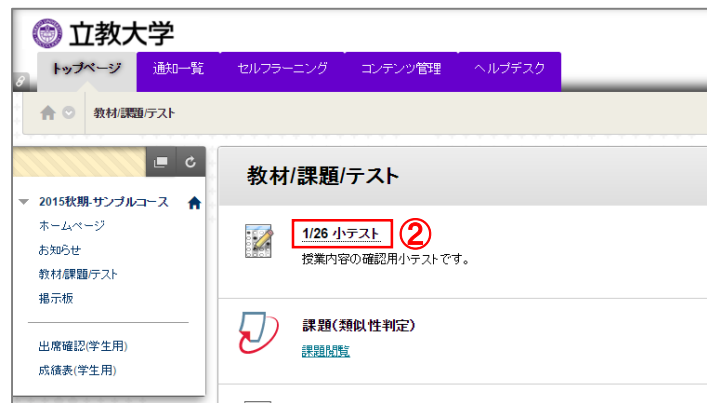 立教大学
トップページ 通知一覧 セルフラーニング コンテンツ管理 ヘルプデスク
教材/課題/テスト
2015秋期-サンプルコース
ホームページ
お知らせ
教材/課題/テスト
掲示板
出席確認(学生用)
成績表(学生用)
教材/課題/テスト
1/26 小テスト ②
授業内容の確認用小テストです。
課題(類似性判定)
課題閲覧